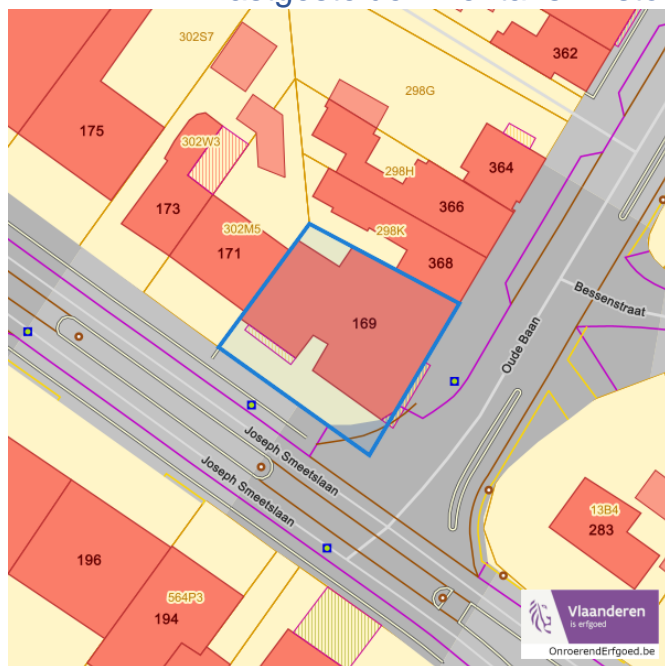 302S7
362
298G
175
302W3
364
298H
173
366
302M5
298K
171
368
169
Bessenstraat
Oude Baan
Joseph Smeetslaan
Joseph Smeetslaan
13B4
283
196
564P3
194
Vlaanderen
is erfgoed
OnroerendErfgoed.be